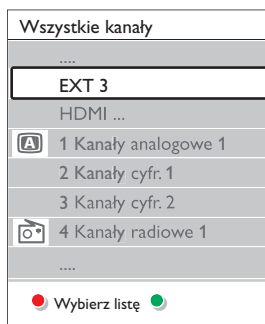 Wszystkie kanały
....
EXT 3
HDMI ...
A 1 Kanały analogowe 1
2 Kanały cyfr. 1
3 Kanały cyfr. 2
4 Kanały radiowe 1
....
Wybierz listę